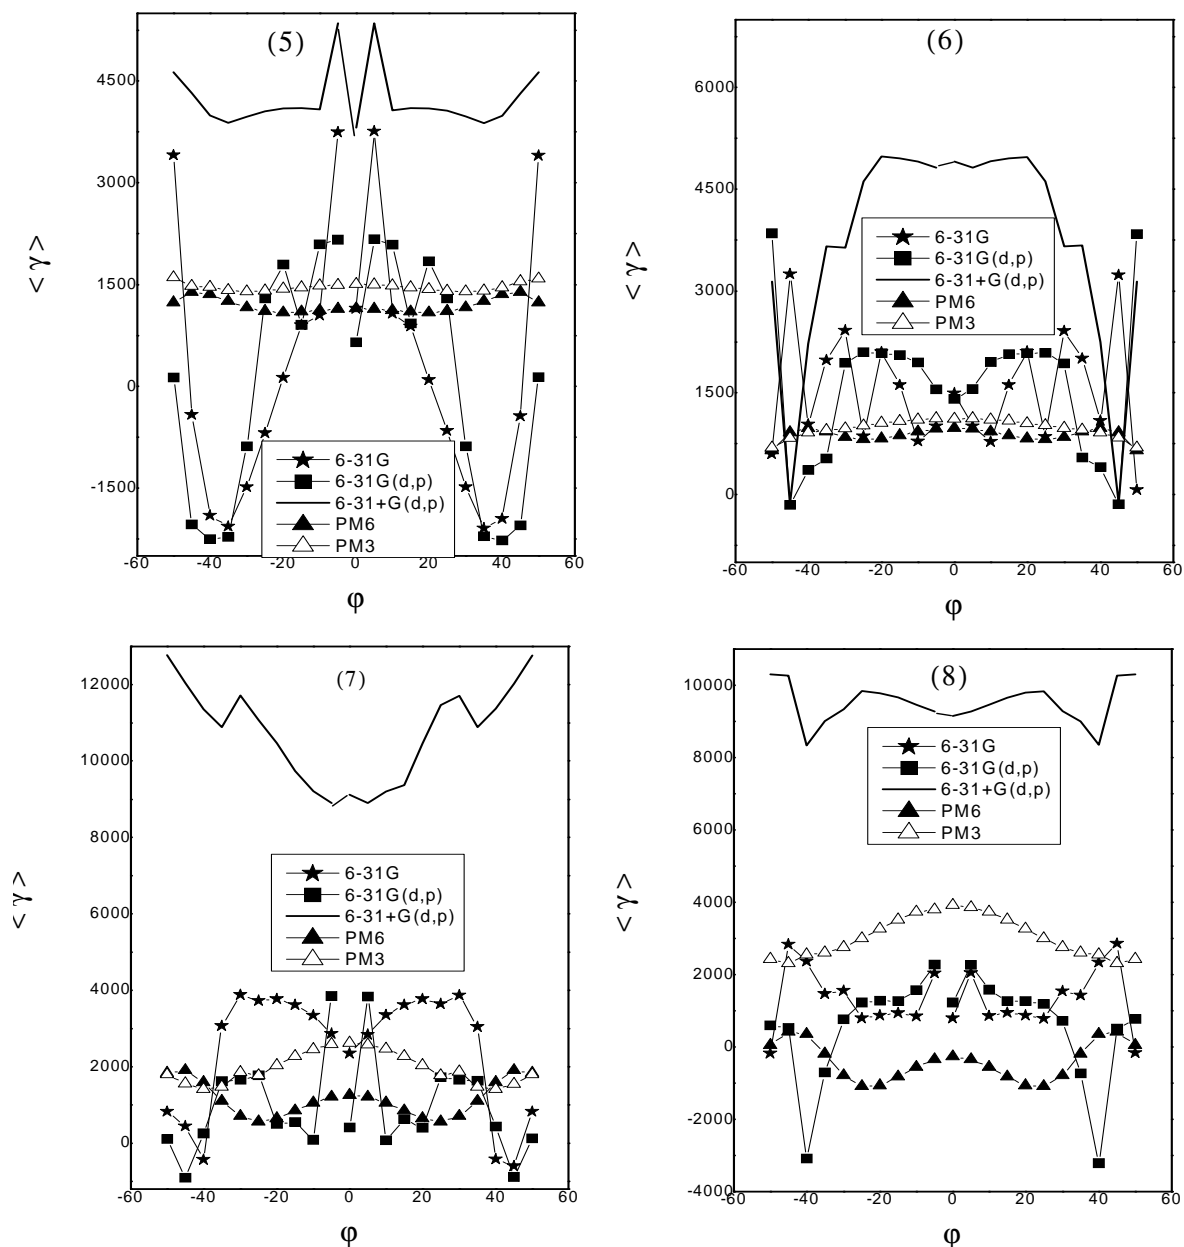 (5)
4500
3000
1500
0
-1500
< γ >
6-31G
6-31G(d,p)
6-31+G(d,p)
PM6
PM3
-60 -40 -20 0 20 40 60
φ
(6)
6000
4500
3000
1500
0
< γ >
6-31G
6-31G(d,p)
6-31+G(d,p)
PM6
PM3
-60 -40 -20 0 20 40 60
φ
(7)
12000
10000
8000
6000
4000
2000
0
< γ >
6-31G
6-31G(d,p)
6-31+G(d,p)
PM6
PM3
-60 -40 -20 0 20 40 60
φ
(8)
10000
8000
6000
4000
2000
0
-2000
-4000
< γ >
6-31G
6-31G(d,p)
6-31+G(d,p)
PM6
PM3
-60 -40 -20 0 20 40 60
φ